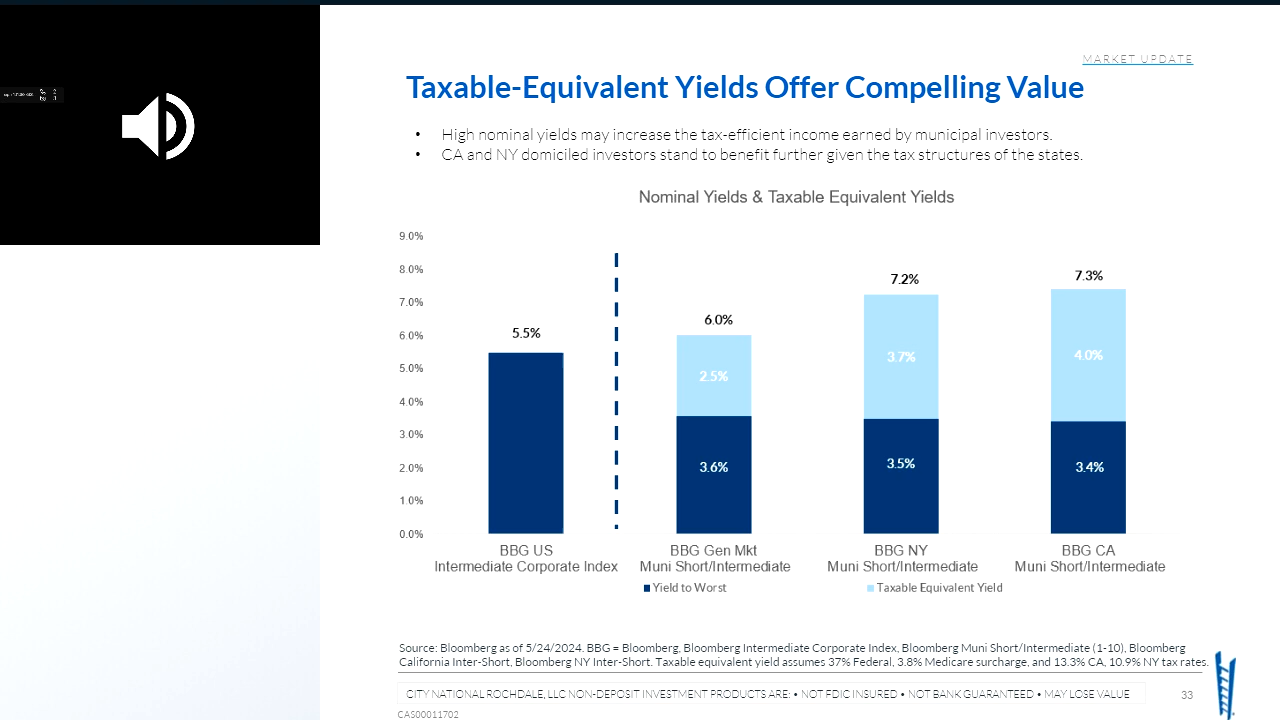 MARKET UPDATE
Taxable-Equivalent Yields Offer Compelling Value
• High nominal yields may increase the tax-efficient income earned by municipal investors.
• CA and NY domiciled investors stand to benefit further given the tax structures of the states.
Nominal Yields & Taxable Equivalent Yields
9.0%
8.0%
7.0%
6.0%
5.0%
4.0%
3.0%
2.0%
1.0%
0.0%
5.5%
6.0%
2.5%
3.6%
7.2%
3.7%
3.5%
7.3%
4.0%
3.4%
BBG US
Intermediate Corporate Index
BBG Gen Mkt
Muni Short/Intermediate
BBG NY
Muni Short/Intermediate
BBG CA
Muni Short/Intermediate
Yield to Worst
Taxable Equivalent Yield
Source: Bloomberg as of 5/24/2024. BBG = Bloomberg, Bloomberg Intermediate Corporate Index, Bloomberg Muni Short/Intermediate (1-10), Bloomberg
California Inter-Short, Bloomberg NY Inter-Short. Taxable equivalent yield assumes 37% Federal, 3.8% Medicare surcharge, and 13.3% CA, 10.9% NY tax rates.
CITY NATIONAL ROCHDALE, LLC NON-DEPOSIT INVESTMENT PRODUCTS ARE: • NOT FDIC INSURED • NOT BANK GUARANTEED • MAY LOSE VALUE
33
CAS00011702